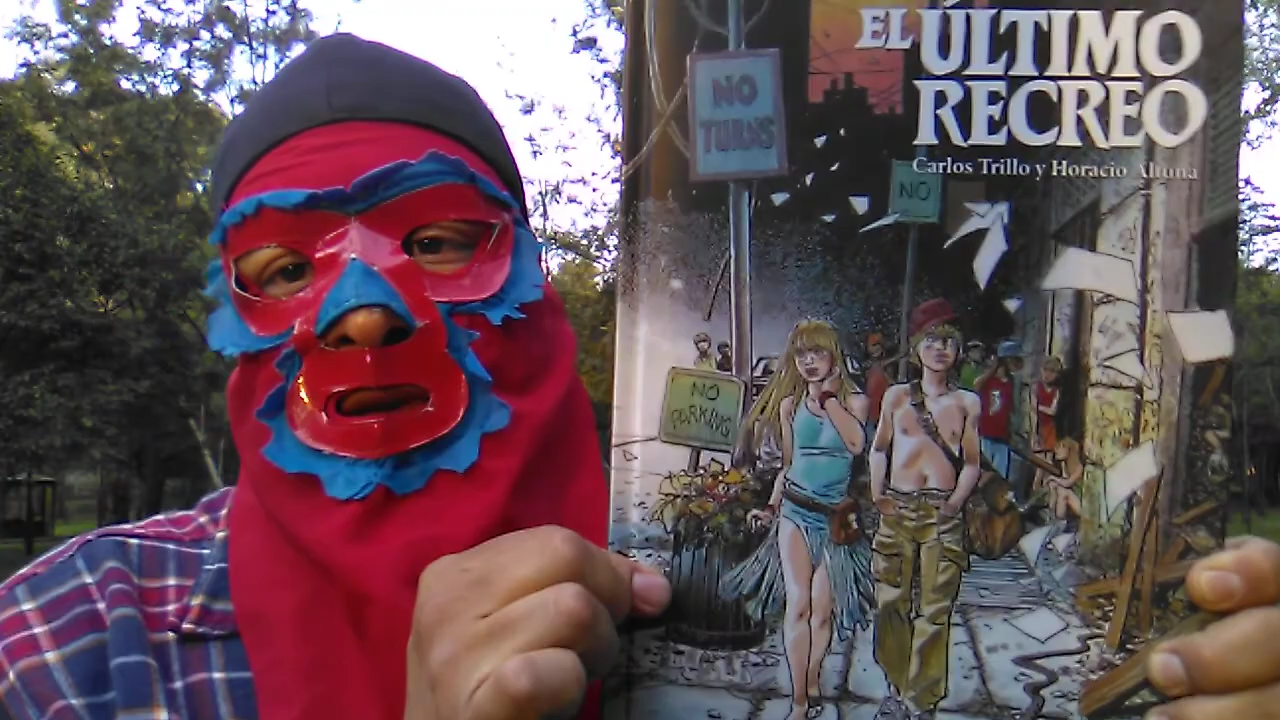 EL ÚLTIMO
RECREO
Carlos Trillo y Horacio Altuna
NO
TURNS
NO
NO
PARKING